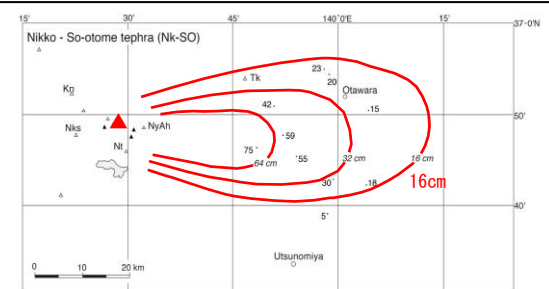 15' 30' 45' 140°0'E 15'
37-0'N
Nikko - So-otome tephra (Nk-SO)
23
20
Tk
Kn
Otawara
42
15
50'
Nks
NyAh
59
Nt
75
55
64 cm
32 cm
16 cm
30
18
16cm
40'
5
Utsunomiya
0 10 20 km